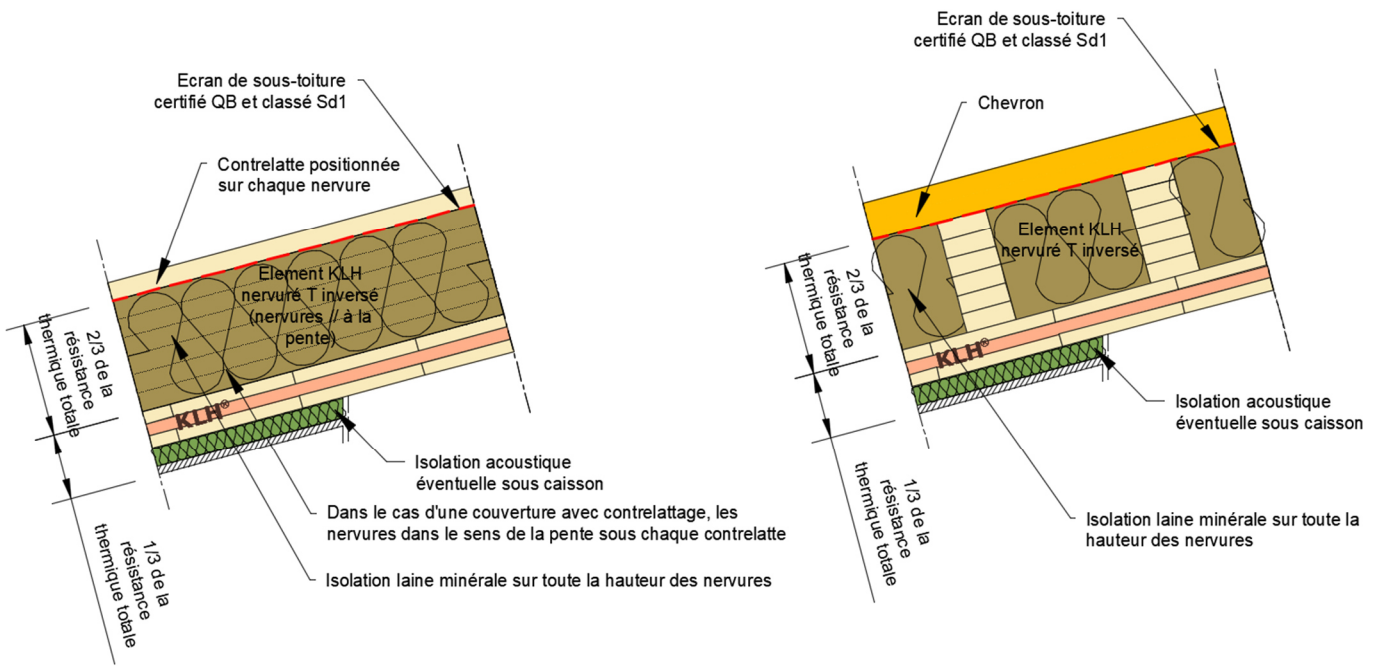 Ecran de sous-toiture
certifié QB et classé Sd1
Contrelatte positionnée
sur chaque nervure
Element KLH
nervuré T inversé
(nervures // à la
pente)
2/3 de la
résistance
thermique totale
KLH®
1/3 de la
résistance
thermique totale
Isolation acoustique
éventuelle sous caisson
Dans le cas d'une couverture avec contrelattage, les
nervures dans le sens de la pente sous chaque contrelatte
Isolation laine minérale sur toute la hauteur des nervures
Ecran de sous-toiture
certifié QB et classé Sd1
Chevron
Element KLH
nervuré T inversé
2/3 de la
résistance
thermique totale
KLH®
1/3 de la
résistance
thermique totale
Isolation acoustique
éventuelle sous caisson
Isolation laine minérale sur toute la
hauteur des nervures